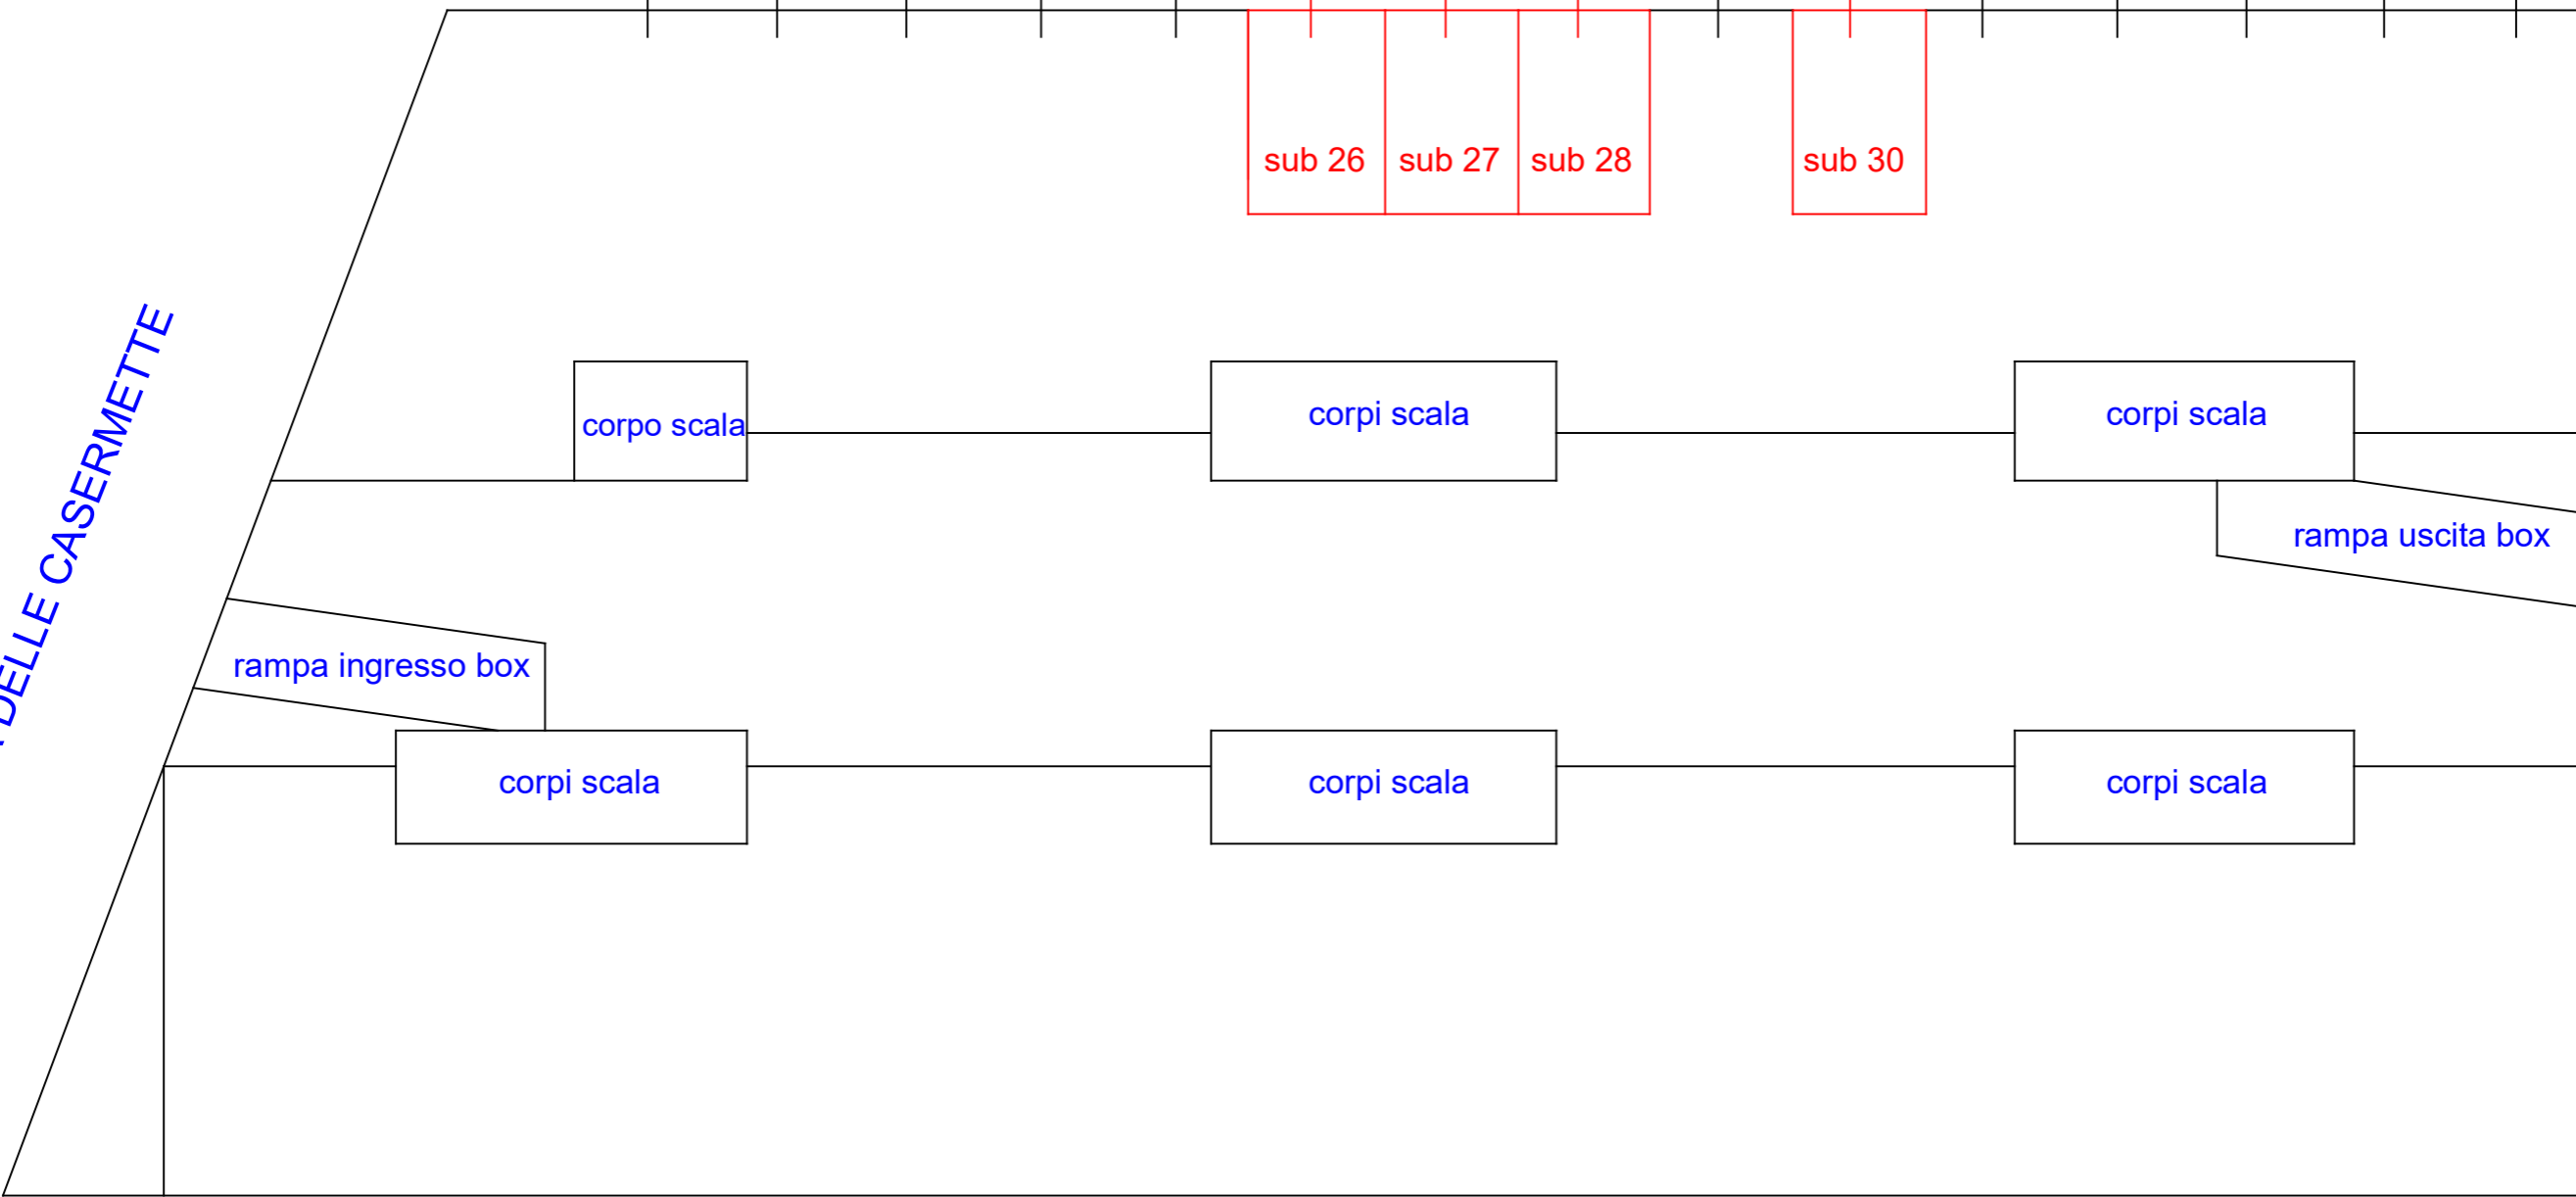 sub 26
sub 27
sub 28
sub 30
DELLE CASERMETTE
corpo scala
corpi scala
corpi scala
rampa uscita box
rampa ingresso box
corpi scala
corpi scala
corpi scala